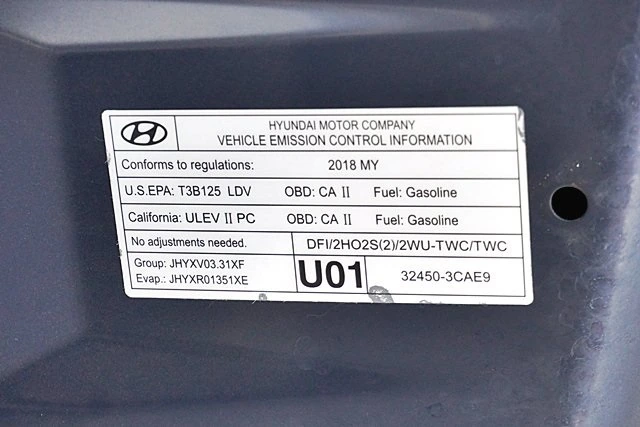 HYUNDAI MOTOR COMPANY
VEHICLE EMISSION CONTROL INFORMATION
Conforms to regulations: 2018 MY
U.S.EPA: T3B125 LDV OBD: CA II Fuel: Gasoline
California: ULEV II PC OBD: CA II Fuel: Gasoline
No adjustments needed. DFI/2HO2S(2)/2WU-TWC/TWC
Group: JHYXV03.31XF
Evap.: JHYXR01351XE
U01
32450-3CAE9